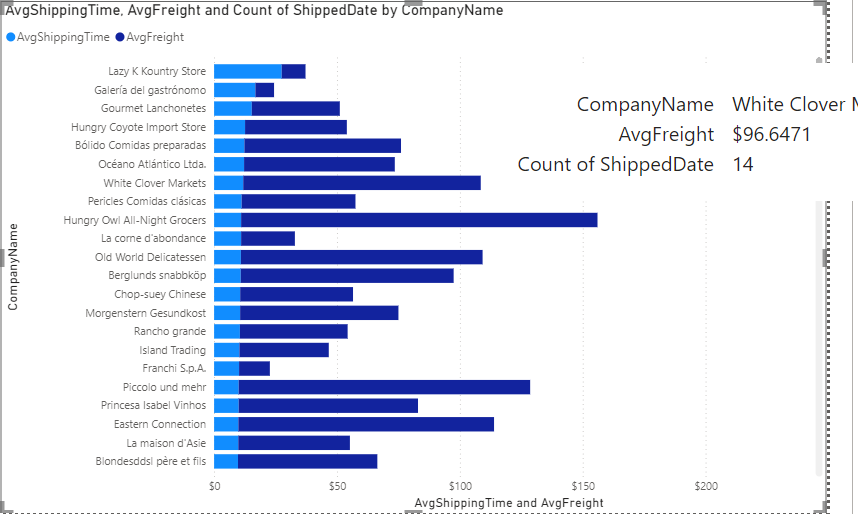 AvgShippingTime, AvgFreight and Count of ShippedDate by CompanyName
AvgShippingTime AvgFreight
Lazy K Kountry Store
Galería del gastrónomo
Gourmet Lanchonetes
Hungry Coyote Import Store
Bólido Comidas preparadas
Océano Atlántico Ltda.
White Clover Markets
Pericles Comidas clásicas
Hungry Owl All-Night Grocers
La corne d'abondance
Old World Delicatessen
Berglunds snabbköp
Chop-suey Chinese
Morgenstern Gesundkost
Rancho grande
Island Trading
Franchi S.p.A.
Piccolo und mehr
Princesa Isabel Vinhos
Eastern Connection
La maison d'Asie
Blondesddsl père et fils
CompanyName
$0 $50 $100 $150 $200
AvgShippingTime and AvgFreight
CompanyName White Clover M
AvgFreight $96.6471
Count of ShippedDate 14